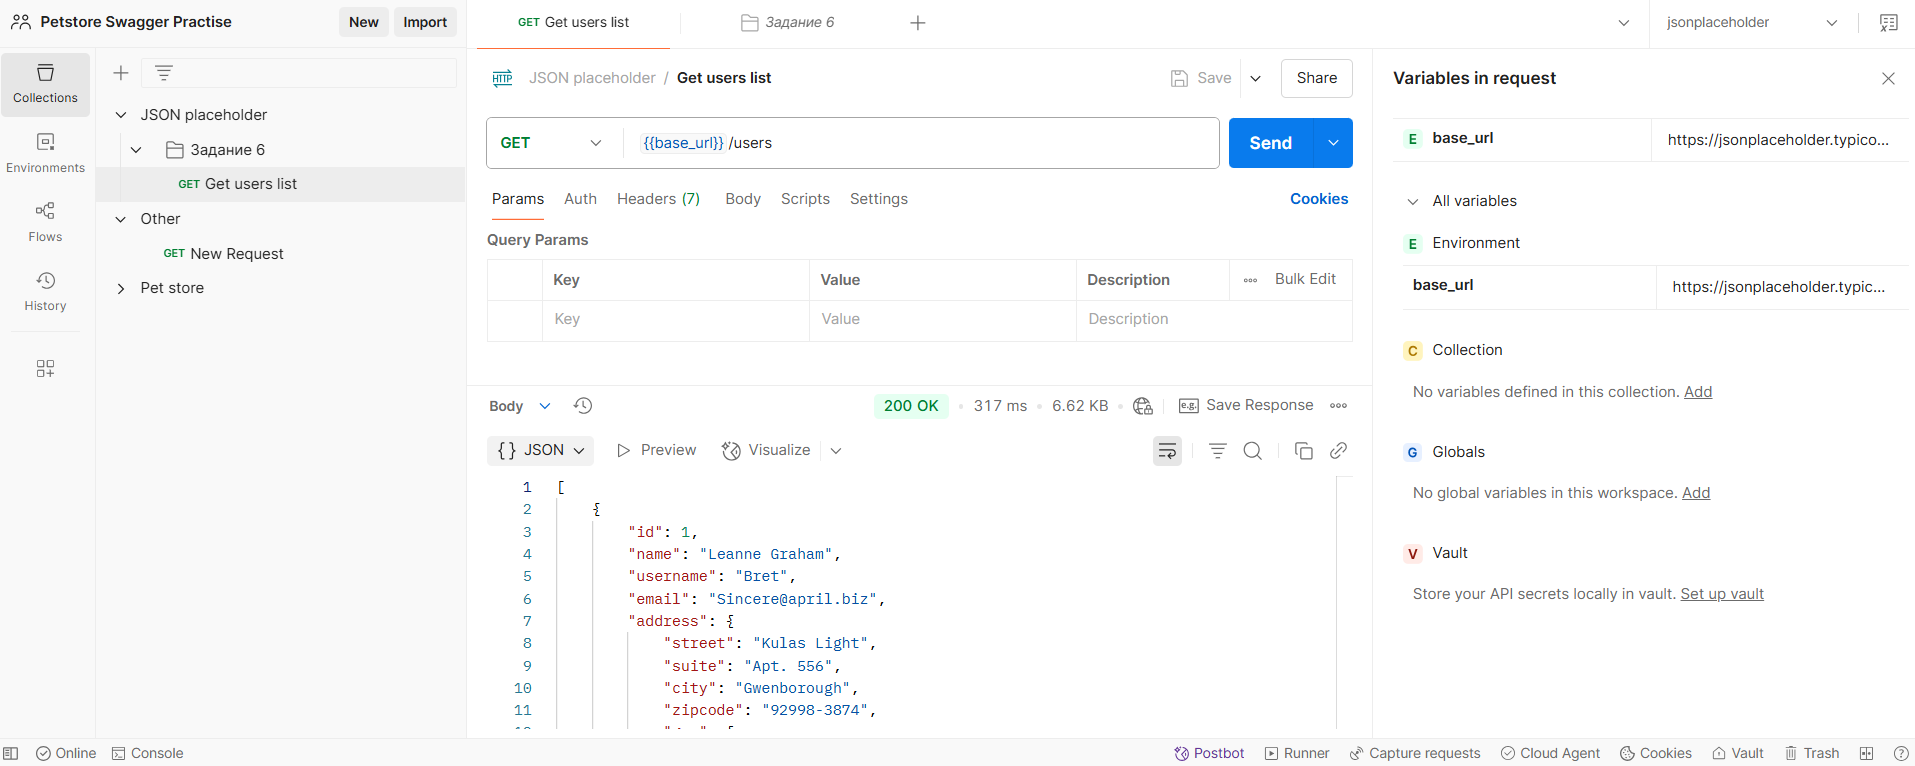 Petstore Swagger Practise
New
Import
GET Get users list
Задание 6
jsonplaceholder
Collections
Environments
Flows
History
JSON placeholder
Задание 6
GET Get users list
Other
GET New Request
Pet store
HTTP JSON placeholder / Get users list
Save
Share
GET
{{base_url}} /users
Send
Params
Auth
Headers (7)
Body
Scripts
Settings
Cookies
Query Params
Key
Value
Description
Bulk Edit
Key
Value
Description
Body
200 OK
317 ms
6.62 KB
e.g. Save Response
{} JSON
Preview
Visualize
1 [
2 {
3 "id": 1,
4 "name": "Leanne Graham",
5 "username": "Bret",
6 "email": "Sincere@april.biz",
7 "address": {
8 "street": "Kulas Light",
9 "suite": "Apt. 556",
10 "city": "Gwenborough",
11 "zipcode": "92998-3874",
Variables in request
E base_url
https://jsonplaceholder.typico...
All variables
E Environment
base_url
https://jsonplaceholder.typic...
C Collection
No variables defined in this collection. Add
G Globals
No global variables in this workspace. Add
V Vault
Store your API secrets locally in vault. Set up vault
Online
Console
Postbot
Runner
Capture requests
Cloud Agent
Cookies
Vault
Trash